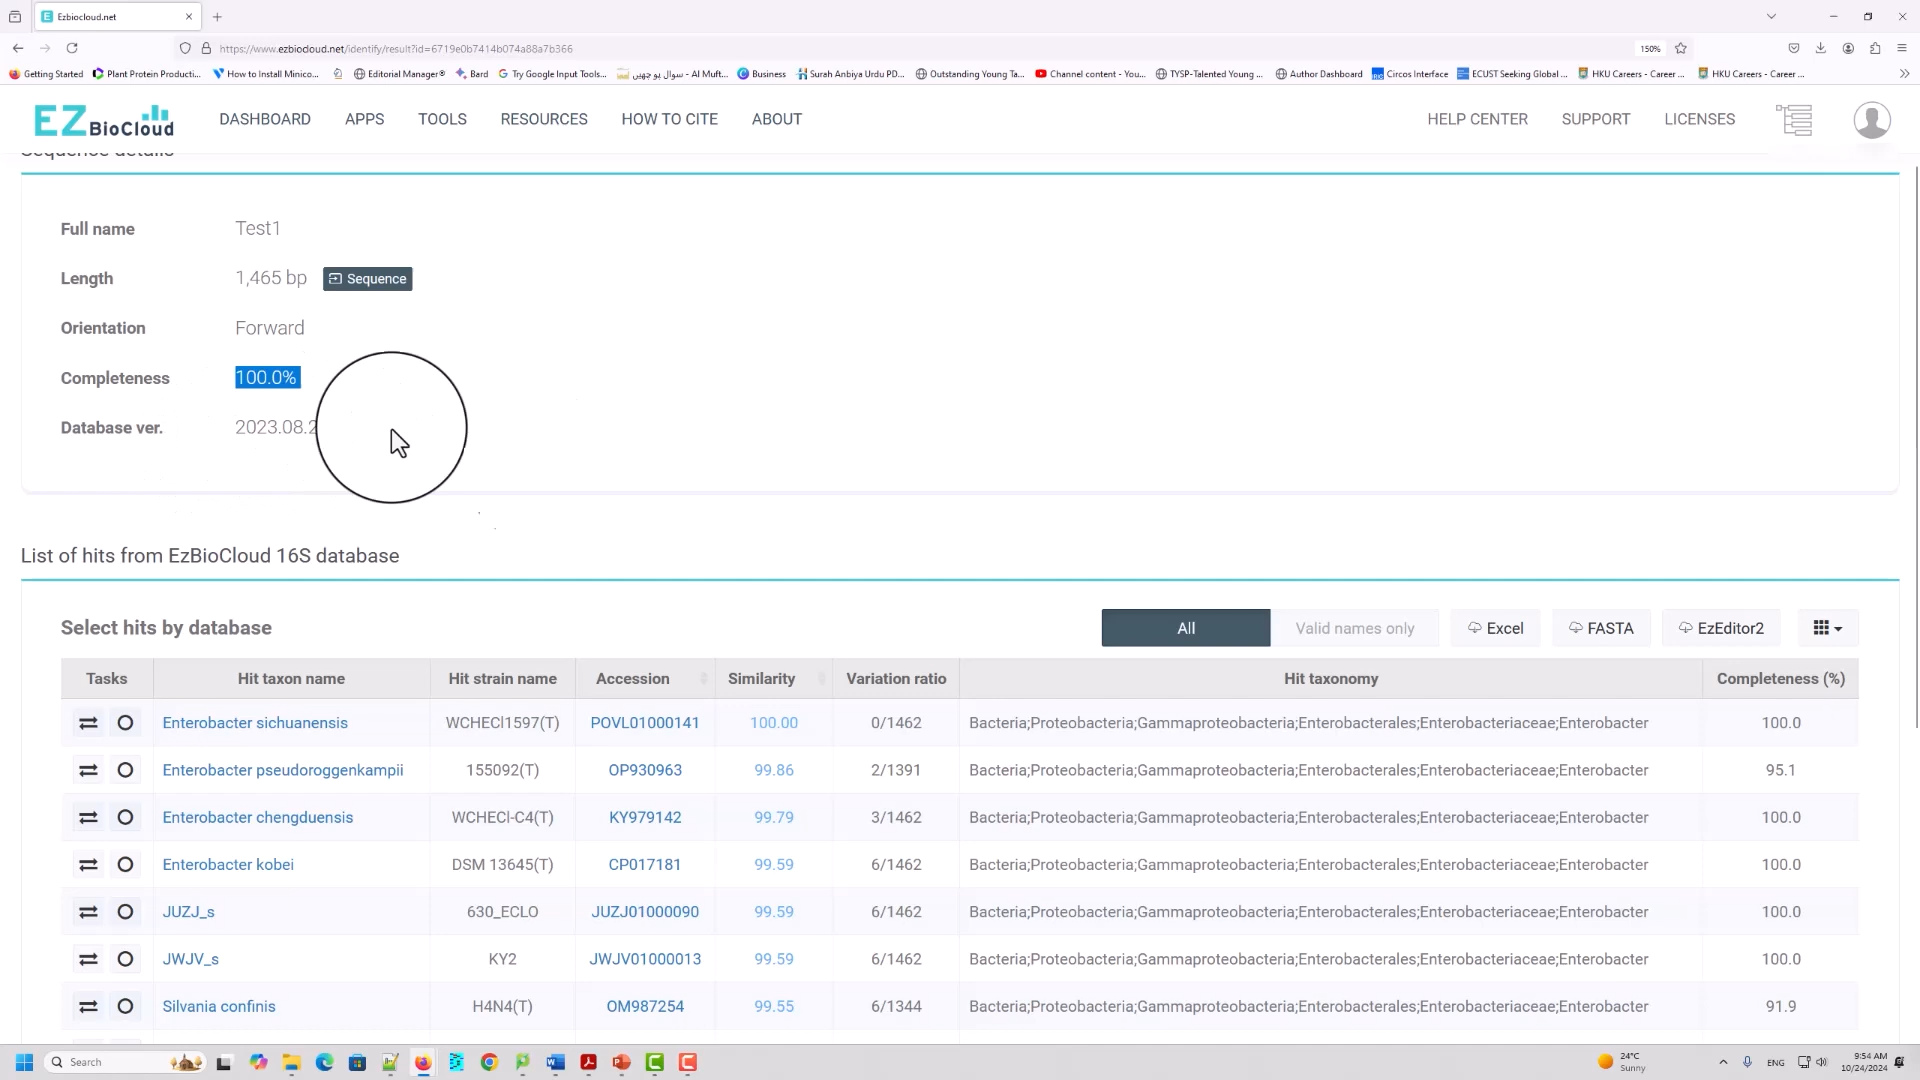 Ezbiocloud.net
https://www.ezbiocloud.net/identify/result?id=6719e0b7414b074a88a7b366
150%
Getting Started
Plant Protein Producti...
How to Install Minico...
Editorial Manager®
Bard
Try Google Input Tools...
سوال پو چھیں - Al Muft...
Business
Surah Anbiya Urdu PD...
Outstanding Young Ta...
Channel content - You...
TYSP-Talented Young ...
Author Dashboard
Circos Interface
ECUST Seeking Global ...
HKU Careers - Career ...
HKU Careers - Career ...
EZBioCloud
DASHBOARD
APPS
TOOLS
RESOURCES
HOW TO CITE
ABOUT
HELP CENTER
SUPPORT
LICENSES
Sequence details
Full name Test1
Length 1,465 bp Sequence
Orientation Forward
Completeness 100.0%
Database ver. 2023.08.2
List of hits from EzBioCloud 16S database
Select hits by database
All
Valid names only
Excel
FASTA
EzEditor2
Tasks Hit taxon name Hit strain name Accession Similarity Variation ratio Hit taxonomy Completeness (%)
Enterobacter sichuanensis WCHECl1597(T) POVL01000141 100.00 0/1462 Bacteria;Proteobacteria;Gammaproteobacteria;Enterobacterales;Enterobacteriaceae;Enterobacter 100.0
Enterobacter pseudoroggenkampii 155092(T) OP930963 99.86 2/1391 Bacteria;Proteobacteria;Gammaproteobacteria;Enterobacterales;Enterobacteriaceae;Enterobacter 95.1
Enterobacter chengduensis WCHECl-C4(T) KY979142 99.79 3/1462 Bacteria;Proteobacteria;Gammaproteobacteria;Enterobacterales;Enterobacteriaceae;Enterobacter 100.0
Enterobacter kobei DSM 13645(T) CP017181 99.59 6/1462 Bacteria;Proteobacteria;Gammaproteobacteria;Enterobacterales;Enterobacteriaceae;Enterobacter 100.0
JUZJ_s 630_ECLO JUZJ01000090 99.59 6/1462 Bacteria;Proteobacteria;Gammaproteobacteria;Enterobacterales;Enterobacteriaceae;Enterobacter 100.0
JWJV_s KY2 JWJV01000013 99.59 6/1462 Bacteria;Proteobacteria;Gammaproteobacteria;Enterobacterales;Enterobacteriaceae;Enterobacter 100.0
Silvania confinis H4N4(T) OM987254 99.55 6/1344 Bacteria;Proteobacteria;Gammaproteobacteria;Enterobacterales;Enterobacteriaceae;Enterobacter 91.9
Search
24°C
Sunny
ENG
9:54 AM
10/24/2024